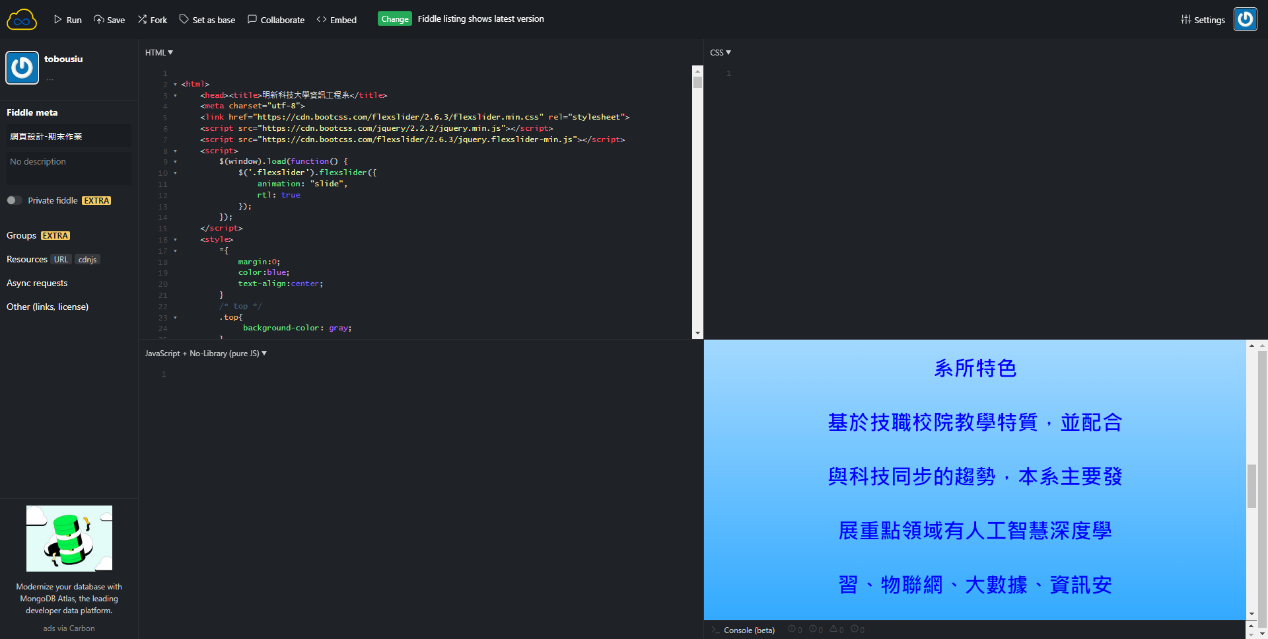 Run Save Fork Set as base Collaborate Embed Change Fiddle listing shows latest version Settings
tobousiu
...
Fiddle meta
網頁設計-期末作業
No description
Private fiddle EXTRA
Groups EXTRA
Resources URL cdnjs
Async requests
Other (links, license)
Modernize your database with
MongoDB Atlas, the leading
developer data platform.
ads via Carbon
HTML▼
1
2 <html>
3 <head><title>明新科技大學資訊工程系</title>
4 <meta charset="utf-8">
5 <link href="https://cdn.bootcss.com/flexslider/2.6.3/flexslider.min.css" rel="stylesheet">
6 <script src="https://cdn.bootcss.com/jquery/2.2.2/jquery.min.js"></script>
7 <script src="https://cdn.bootcss.com/flexslider/2.6.3/jquery.flexslider-min.js"></script>
8 <script>
9 $(window).load(function() {
10 $('.flexslider').flexslider({
11 animation: "slide",
12 rtl: true
13 });
14 });
15 </script>
16 <style>
17 *{
18 margin:0;
19 color:blue;
20 text-align:center;
21 }
22 /* top */
23 .top{
24 background-color: gray;
CSS▼
1
JavaScript + No-Library (pure JS)▼
1
系所特色
基於技職校院教學特質，並配合
與科技同步的趨勢，本系主要發
展重點領域有人工智慧深度學
習、物聯網、大數據、資訊安
>_ Console (beta) 0 0 0 0